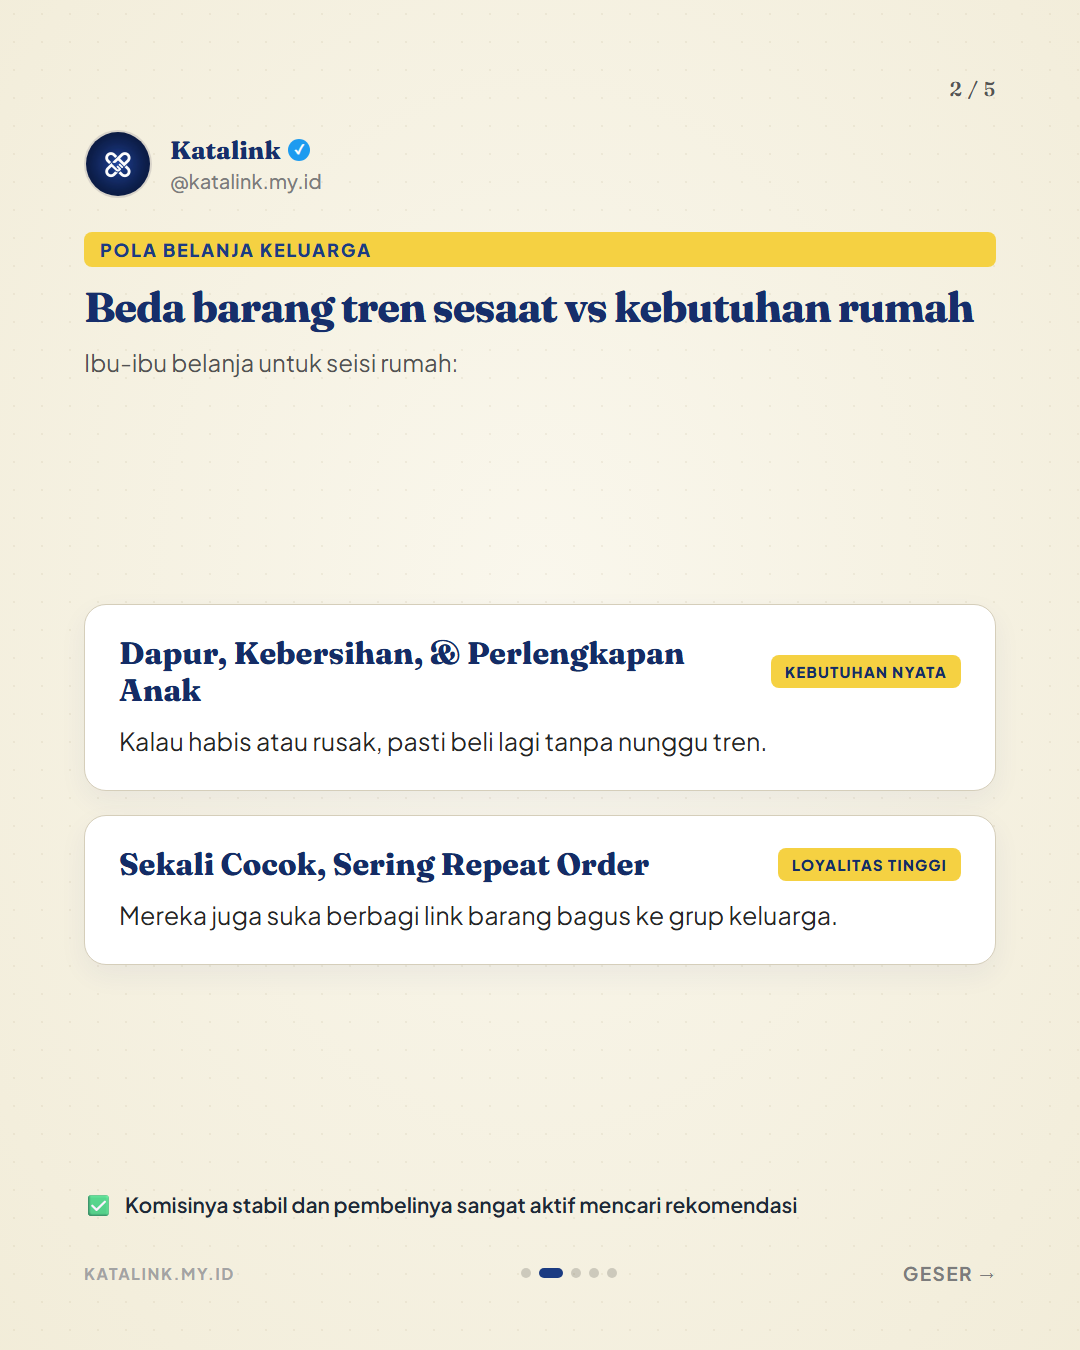 2 / 5
Katalink
@katalink.my.id
POLA BELANJA KELUARGA
Beda barang tren sesaat vs kebutuhan rumah
Ibu-ibu belanja untuk seisi rumah:
Dapur, Kebersihan, & Perlengkapan
Anak
KEBUTUHAN NYATA
Kalau habis atau rusak, pasti beli lagi tanpa nunggu tren.
Sekali Cocok, Sering Repeat Order
LOYALITAS TINGGI
Mereka juga suka berbagi link barang bagus ke grup keluarga.
✅ Komisinya stabil dan pembelinya sangat aktif mencari rekomendasi
KATALINK.MY.ID
GESER →